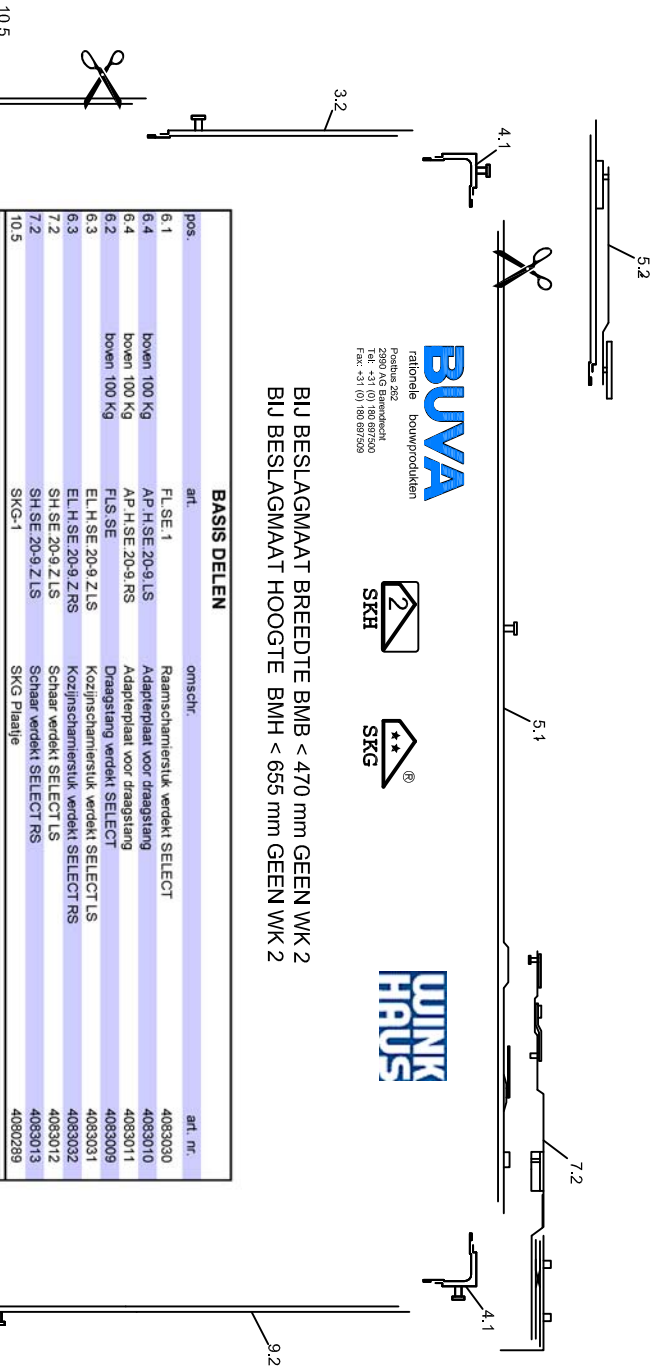 5.2
4.1
3.2
10.5
5.1
7.2
4.1
9.2
BUVA
rationele bouwprodukten
Postbus 262
2990 AG Barendrecht
Tel: +31 (0) 180 697500
Fax: +31 (0) 180 697509
2
SKH
★★ ®
SKG
WINK
HAUS
BIJ BESLAGMAAT BREEDTE BMB < 470 mm GEEN WK 2
BIJ BESLAGMAAT HOOGTE BMH < 655 mm GEEN WK 2
BASIS DELEN
pos. art. omschr. art. nr.
6.1 FL.SE.1 Raamscharnierstuk verdekt SELECT 4083030
6.4 boven 100 Kg AP.H.SE.20-9.LS Adapterplaat voor draagstang 4083010
6.4 boven 100 Kg AP.H.SE.20-9.RS Adapterplaat voor draagstang 4083011
6.2 boven 100 Kg FLS.SE Draagstang verdekt SELECT 4083009
6.3 EL.H.SE.20-9.Z.LS Kozijnscharnierstuk verdekt SELECT LS 4083031
6.3 EL.H.SE.20-9.Z.RS Kozijnscharnierstuk verdekt SELECT RS 4083032
7.2 SH.SE.20-9.Z.LS Schaar verdekt SELECT LS 4083012
7.2 SH.SE.20-9.Z.LS Schaar verdekt SELECT RS 4083013
10.5 SKG-1 SKG Plaatje 4080289